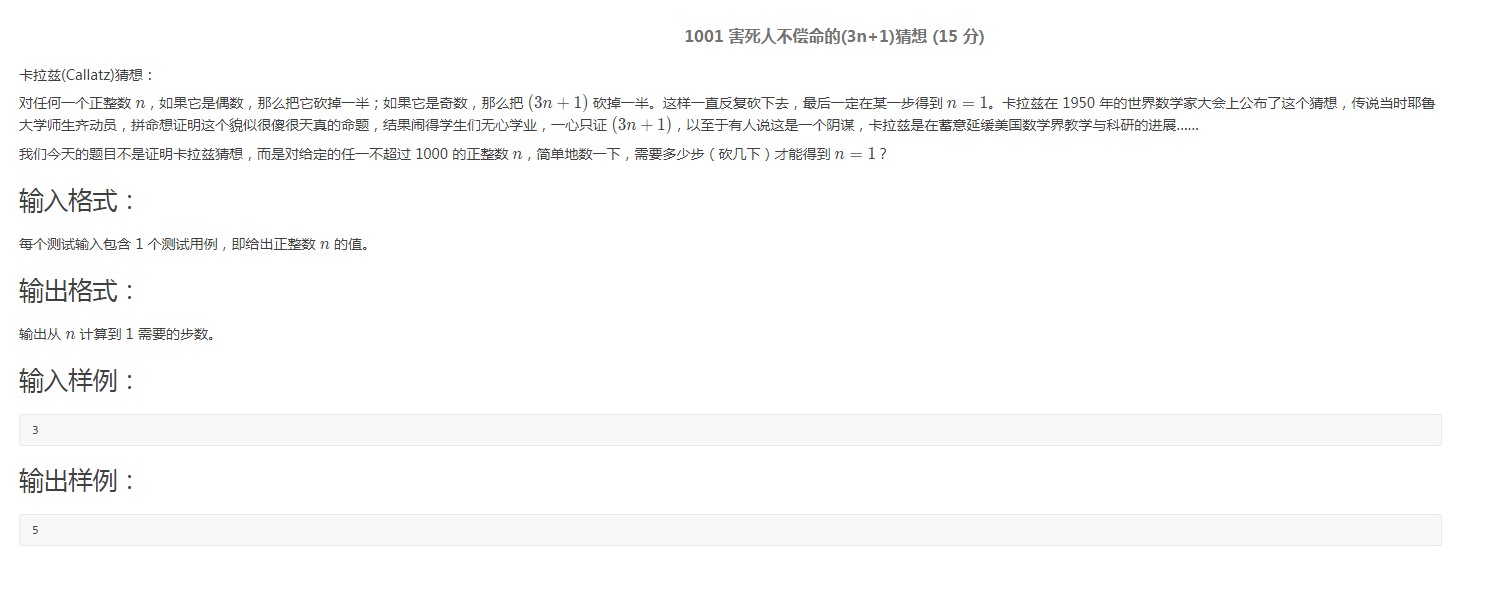 1001 害死人不偿命的(3n+1)猜想 (15 分)
卡拉兹(Callatz)猜想：
对任何一个正整数 n，如果它是偶数，那么把它砍掉一半；如果它是奇数，那么把 (3n + 1) 砍掉一半。这样一直反复砍下去，最后一定在某一步得到 n = 1。卡拉兹在 1950 年的世界数学家大会上公布了这个猜想，传说当时耶鲁
大学师生齐动员，拼命想证明这个貌似很傻很天真的命题，结果闹得学生们无心学业，一心只证 (3n + 1)，以至于有人说这是一个阴谋，卡拉兹是在蓄意延缓美国数学界教学与科研的进展……
我们今天的题目不是证明卡拉兹猜想，而是对给定的任一不超过 1000 的正整数 n，简单地数一下，需要多少步（砍几下）才能得到 n = 1？
输入格式：
每个测试输入包含 1 个测试用例，即给出正整数 n 的值。
输出格式：
输出从 n 计算到 1 需要的步数。
输入样例：
3
输出样例：
5